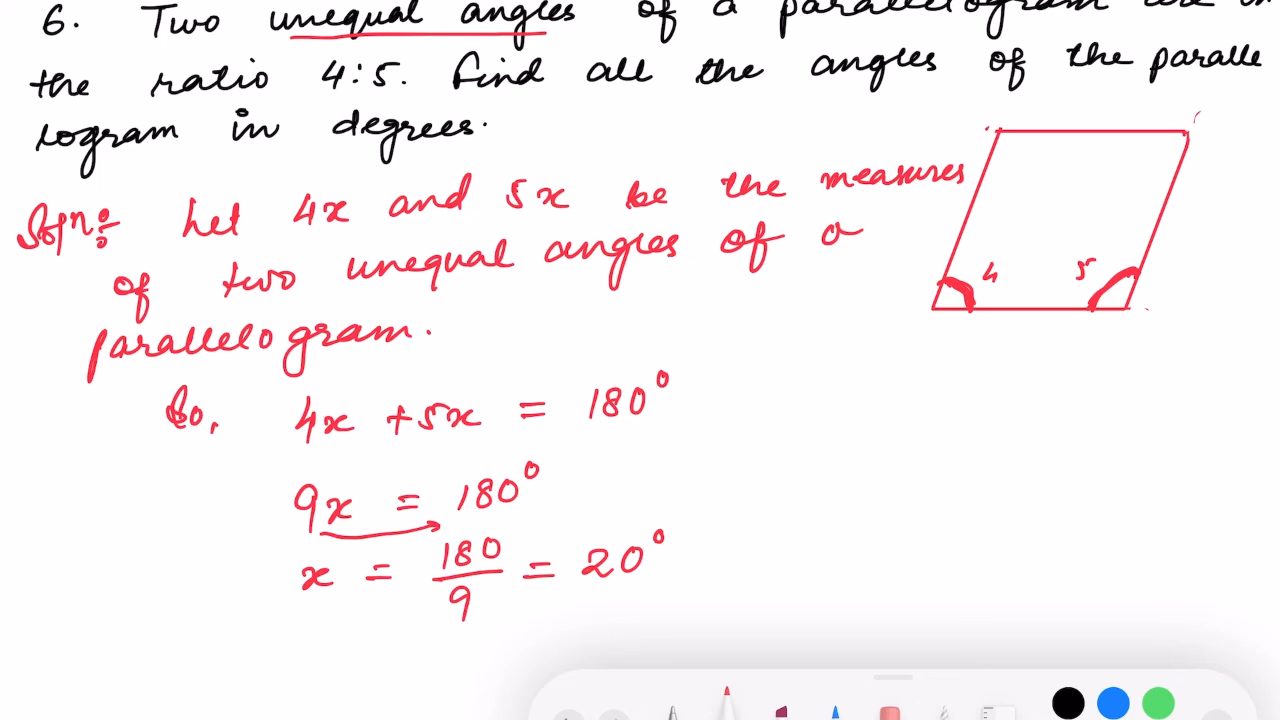 6. Two unequal angles of a parallelogram are in
the ratio 4:5. Find all the angles of the paralle
logram in degrees.
Sol'n: Let 4x and 5x be the measures
of two unequal angles of a
parallelogram.
So, 4x + 5x = 180°
9x = 180°
x = 180/9 = 20°
4 5